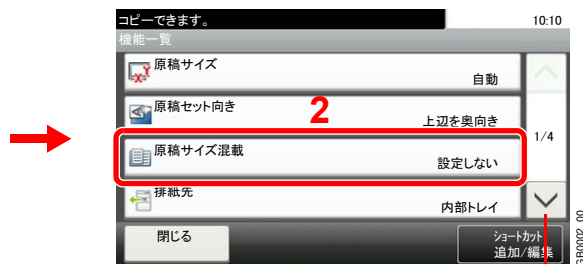 コピーできます。
10:10
機能一覧
原稿サイズ
自動
原稿セット向き
上辺を奥向き
2
1/4
原稿サイズ混載
設定しない
排紙先
内部トレイ
閉じる
ショートカット
追加/編集